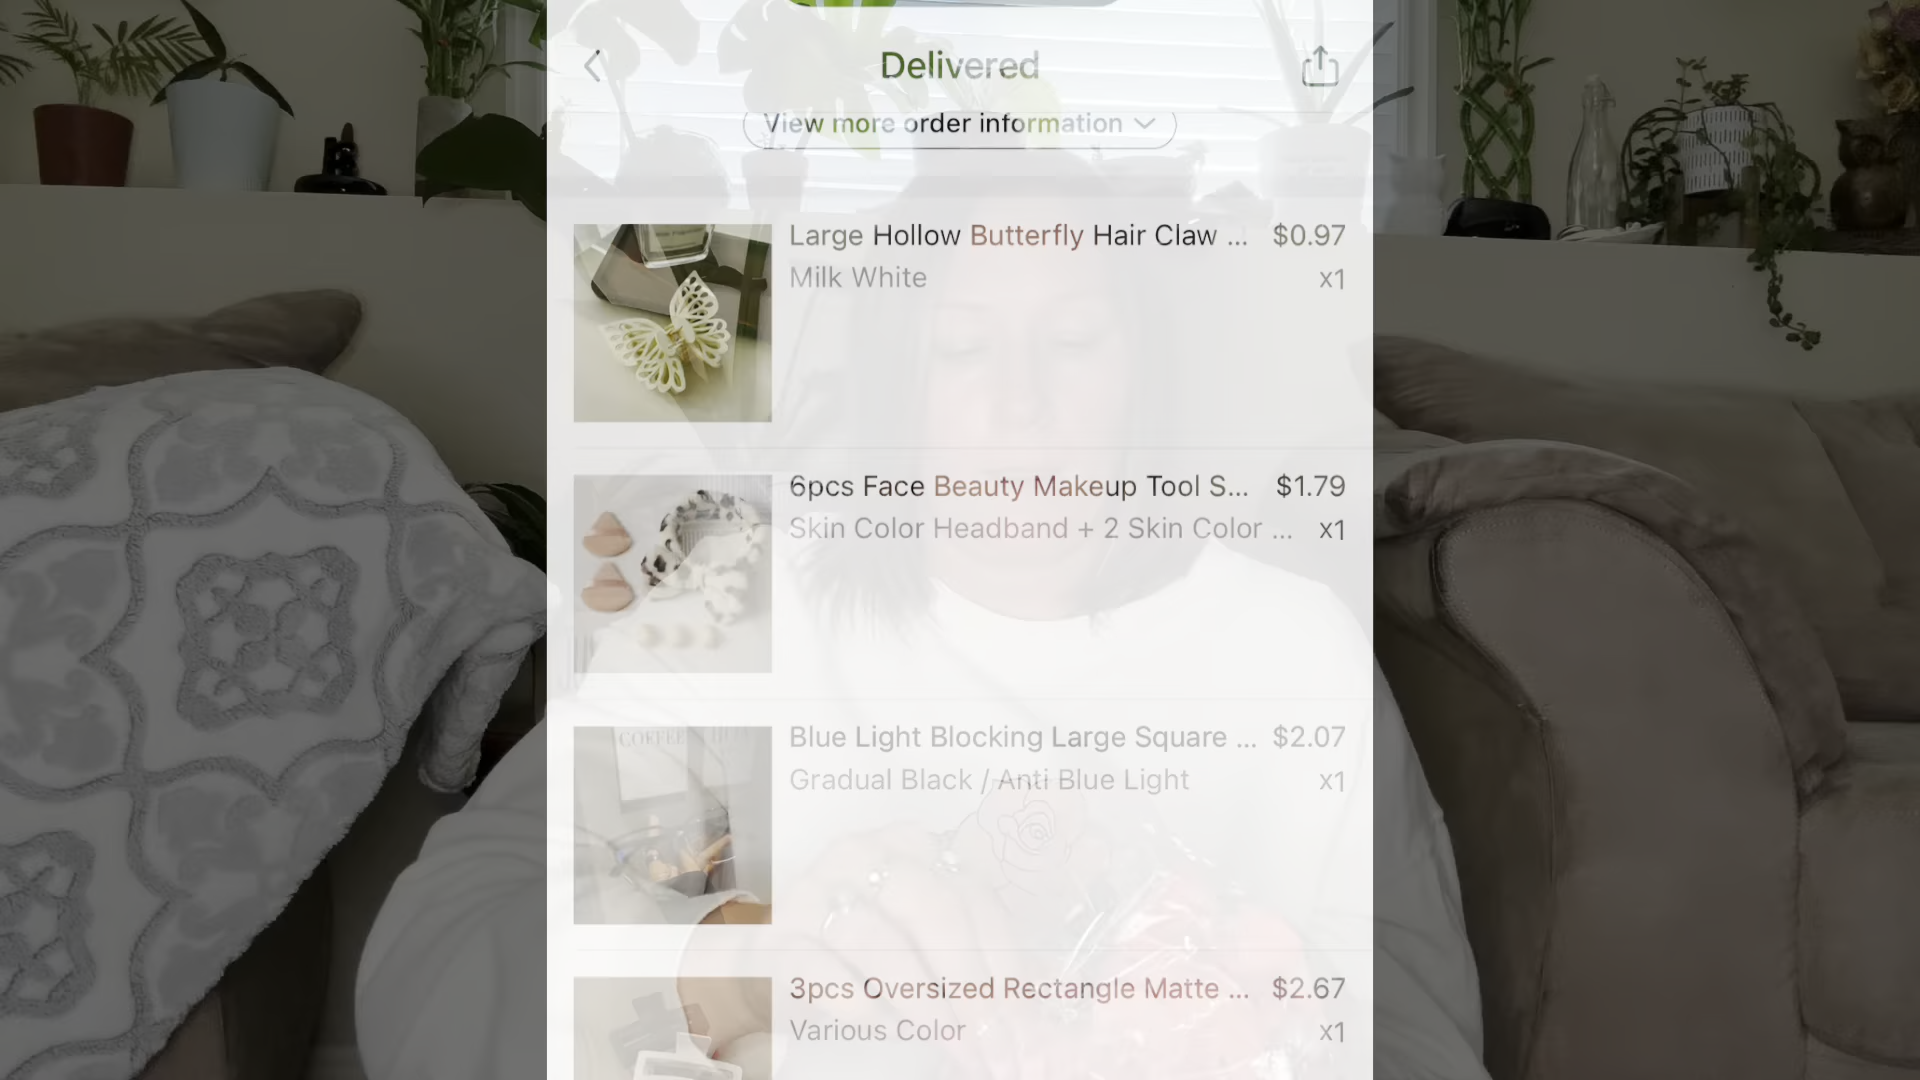 Delivered
View more order information
Large Hollow Butterfly Hair Claw ... $0.97
Milk White x1
6pcs Face Beauty Makeup Tool S... $1.79
Skin Color Headband + 2 Skin Color ... x1
Blue Light Blocking Large Square ... $2.07
Gradual Black / Anti Blue Light x1
COFFEE
3pcs Oversized Rectangle Matte ... $2.67
Various Color x1